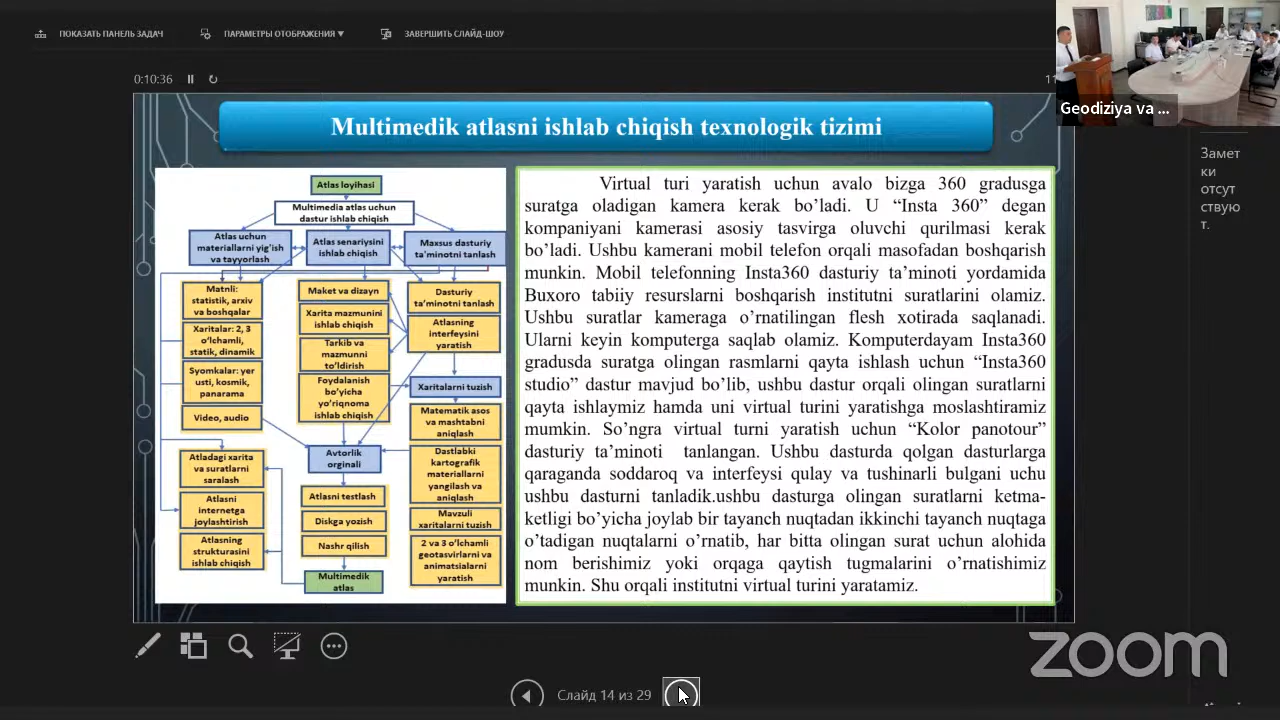 ПОКАЗАТЬ ПАНЕЛЬ ЗАДАЧ
ПАРАМЕТРЫ ОТОБРАЖЕНИЯ ▼
ЗАВЕРШИТЬ СЛАЙД-ШОУ
0:10:36
11
Geodiziya va ...
Замет
ки
отсут
ствую
т.
Multimedik atlasni ishlab chiqish texnologik tizimi
Atlas loyihasi
Multimedia atlas uchun
dastur ishlab chiqish
Atlas uchun
materiallarni yig'ish
va tayyorlash
Atlas senariysini
ishlab chiqish
Maxsus dasturiy
ta'minotni tanlash
Matnli:
statistik, arxiv
va boshqalar
Xaritalar: 2, 3
o'lchamli,
statik, dinamik
Syomkalar: yer
usti, kosmik,
panarama
Video, audio
Atladagi xarita
va suratlarni
saralash
Atlasni
internetga
joylashtirish
Atlasning
strukturasini
ishlab chiqish
Maket va dizayn
Xarita mazmunini
ishlab chiqish
Tarkib va
mazmunni
to'ldirish
Foydalanish
bo'yicha
yo'riqnoma
ishlab chiqish
Avtorlik
orginali
Atlasni testlash
Diskga yozish
Nashr qilish
Multimedik
atlas
Dasturiy
ta'minotni tanlash
Atlasning
interfeysini
yaratish
Xaritalarni tuzish
Matematik asos
va mashtabni
aniqlash
Dastlabki
kartografik
materiallarni
yangilash va
aniqlash
Mavzuli
xaritalarni tuzish
2 va 3 o'lchamli
geotasvirlarni va
animatsialarni
yaratish
Virtual turi yaratish uchun avalo bizga 360 gradusga
suratga oladigan kamera kerak bo'ladi. U “Insta 360” degan
kompaniyani kamerasi asosiy tasvirga oluvchi qurilmasi kerak
bo'ladi. Ushbu kamerani mobil telefon orqali masofadan boshqarish
munkin. Mobil telefonning Insta360 dasturiy ta'minoti yordamida
Buxoro tabiiy resurslarni boshqarish institutni suratlarini olamiz.
Ushbu suratlar kameraga o'rnatilingan flesh xotirada saqlanadi.
Ularni keyin komputerga saqlab olamiz. Komputerdayam Insta360
gradusda suratga olingan rasmlarni qayta ishlash uchun “Insta360
studio” dastur mavjud bo'lib, ushbu dastur orqali olingan suratlarni
qayta ishlaymiz hamda uni virtual turini yaratishga moslashtiramiz
mumkin. So'ngra virtual turni yaratish uchun “Kolor panotour”
dasturiy ta'minoti tanlangan. Ushbu dasturda qolgan dasturlarga
qaraganda soddaroq va interfeysi qulay va tushinarli bulgani uchu
ushbu dasturni tanladik.ushbu dasturga olingan suratlarni ketma-
ketligi bo'yicha joylab bir tayanch nuqtadan ikkinchi tayanch nuqtaga
o'tadigan nuqtalarni o'rnatib, har bitta olingan surat uchun alohida
nom berishimiz yoki orqaga qaytish tugmalarini o'rnatishimiz
munkin. Shu orqali institutni virtual turini yaratamiz.
zoom
Слайд 14 из 29